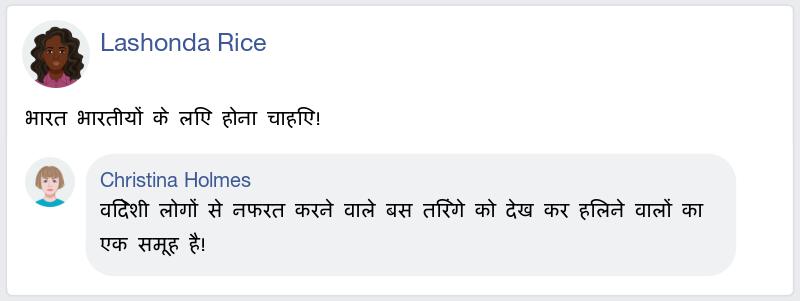 Lashonda Rice
भारत भारतीयों के लिए होना चाहिए!
Christina Holmes
विदेशी लोगों से नफरत करने वाले बस तिरंगे को देख कर हिलने वालों का
एक समूह है!